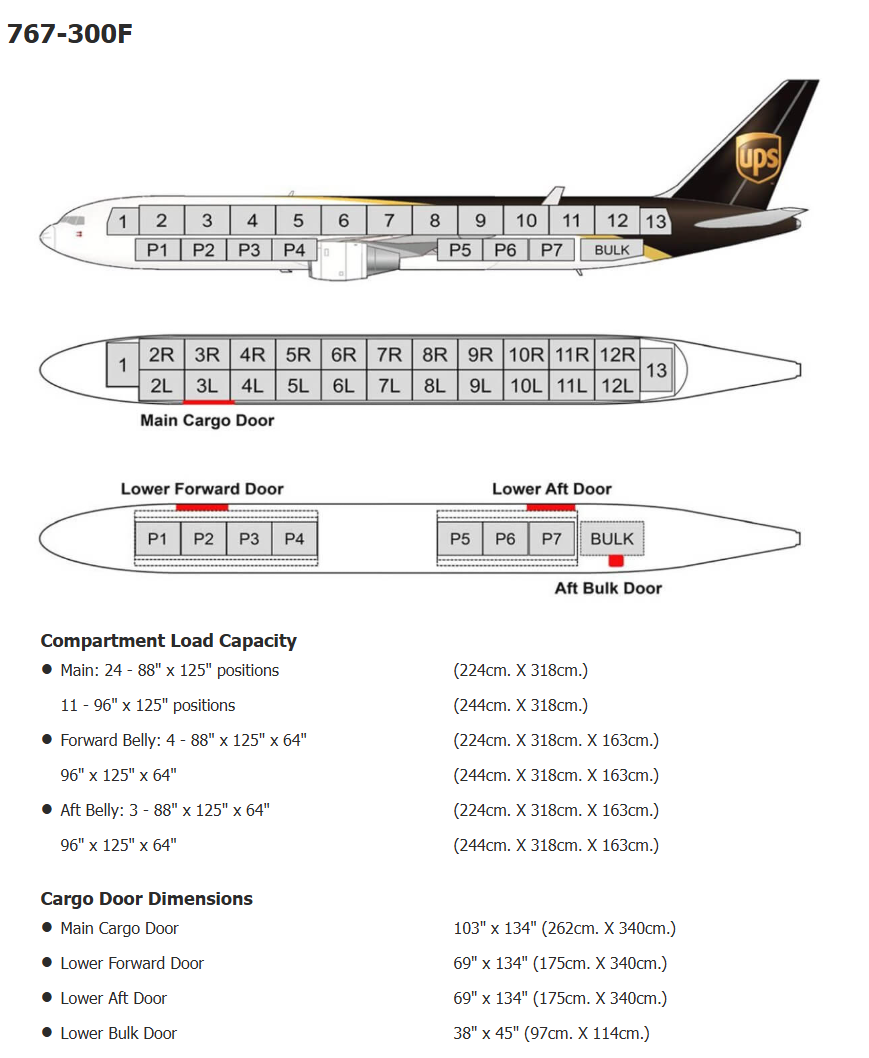 767-300F
ups
1 2 3 4 5 6 7 8 9 10 11 12 13
P1 P2 P3 P4 P5 P6 P7 BULK
1 2R 3R 4R 5R 6R 7R 8R 9R 10R 11R 12R 13
2L 3L 4L 5L 6L 7L 8L 9L 10L 11L 12L
Main Cargo Door
Lower Forward Door Lower Aft Door
P1 P2 P3 P4 P5 P6 P7 BULK
Aft Bulk Door
Compartment Load Capacity
● Main: 24 - 88" x 125" positions (224cm. X 318cm.)
11 - 96" x 125" positions (244cm. X 318cm.)
● Forward Belly: 4 - 88" x 125" x 64" (224cm. X 318cm. X 163cm.)
96" x 125" x 64" (244cm. X 318cm. X 163cm.)
● Aft Belly: 3 - 88" x 125" x 64" (224cm. X 318cm. X 163cm.)
96" x 125" x 64" (244cm. X 318cm. X 163cm.)
Cargo Door Dimensions
● Main Cargo Door 103" x 134" (262cm. X 340cm.)
● Lower Forward Door 69" x 134" (175cm. X 340cm.)
● Lower Aft Door 69" x 134" (175cm. X 340cm.)
● Lower Bulk Door 38" x 45" (97cm. X 114cm.)